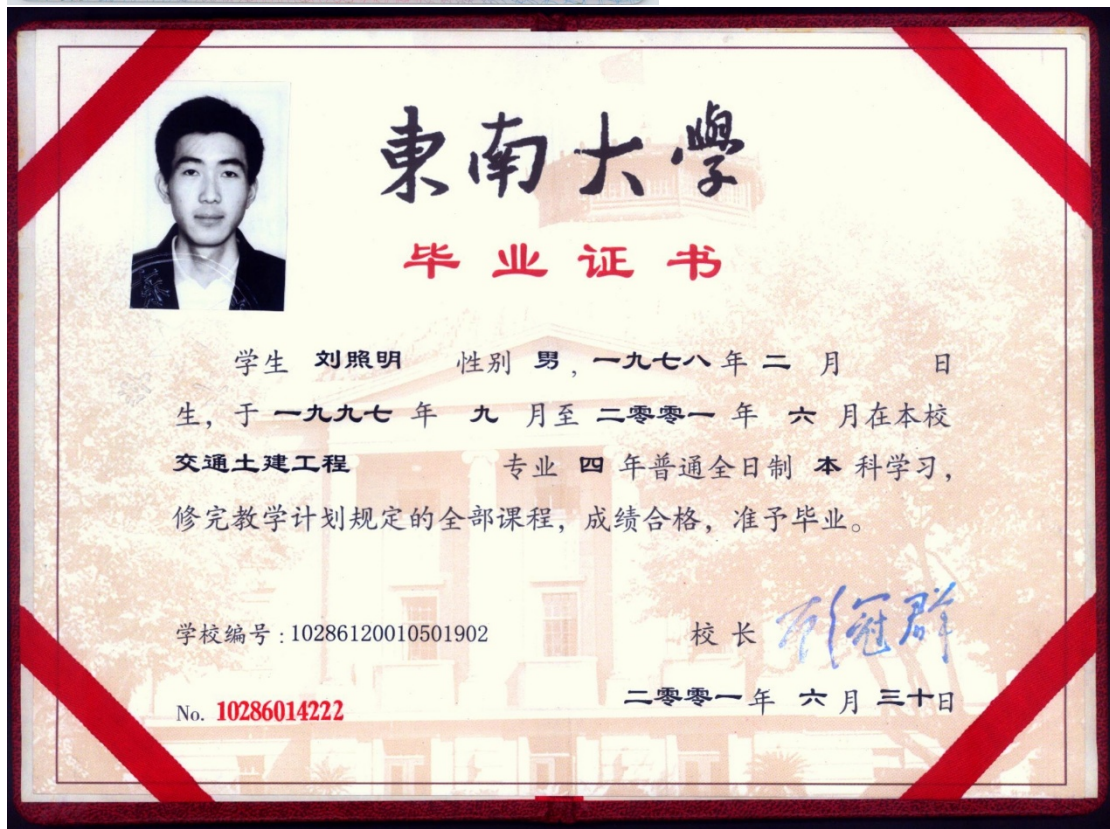 東南大學
毕业证书
学生 刘照明 性别 男，一九七八年 二 月 日
生，于 一九九七 年 九 月至 二零零一 年 六 月在本校
交通土建工程 专业 四 年普通全日制 本 科学习，
修完教学计划规定的全部课程，成绩合格，准予毕业。
学校编号：10286120010501902 校长 顾冠群
No. 10286014222 二零零一年 六 月 三十日